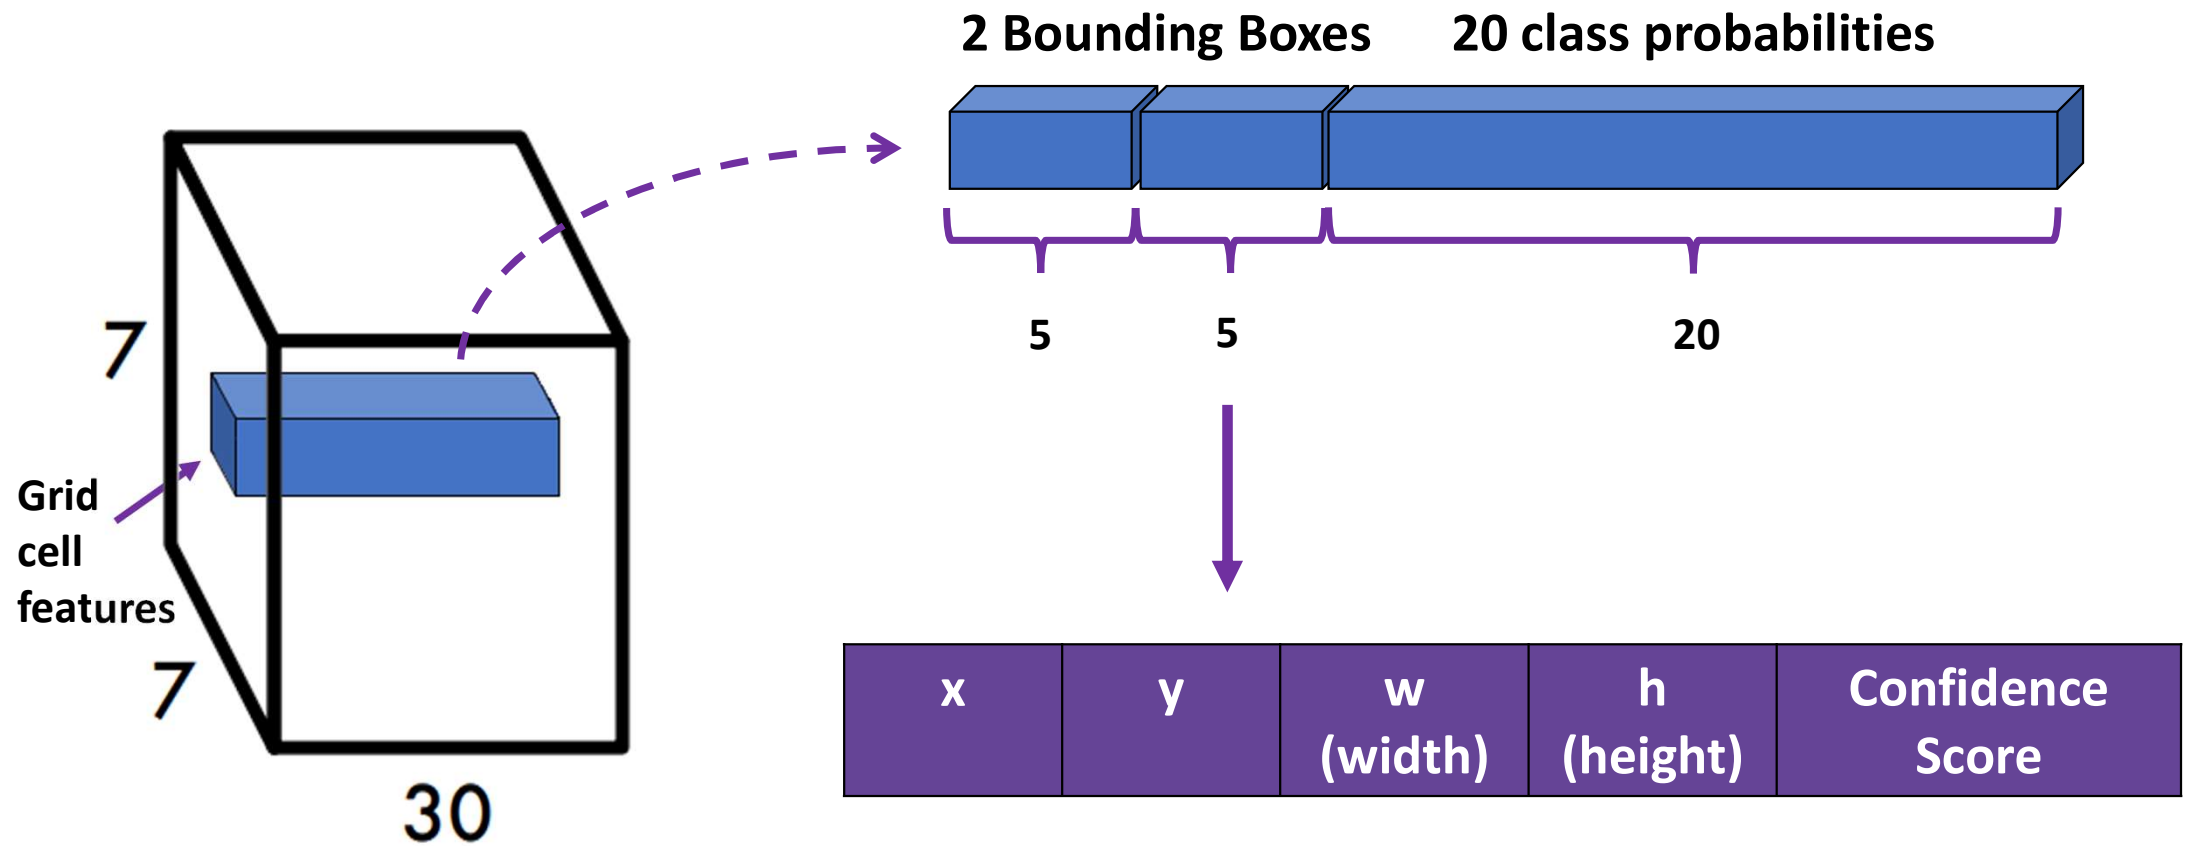 2 Bounding Boxes
20 class probabilities
5
5
20
7
Grid
cell
features
7
30
x
y
w
(width)
h
(height)
Confidence
Score